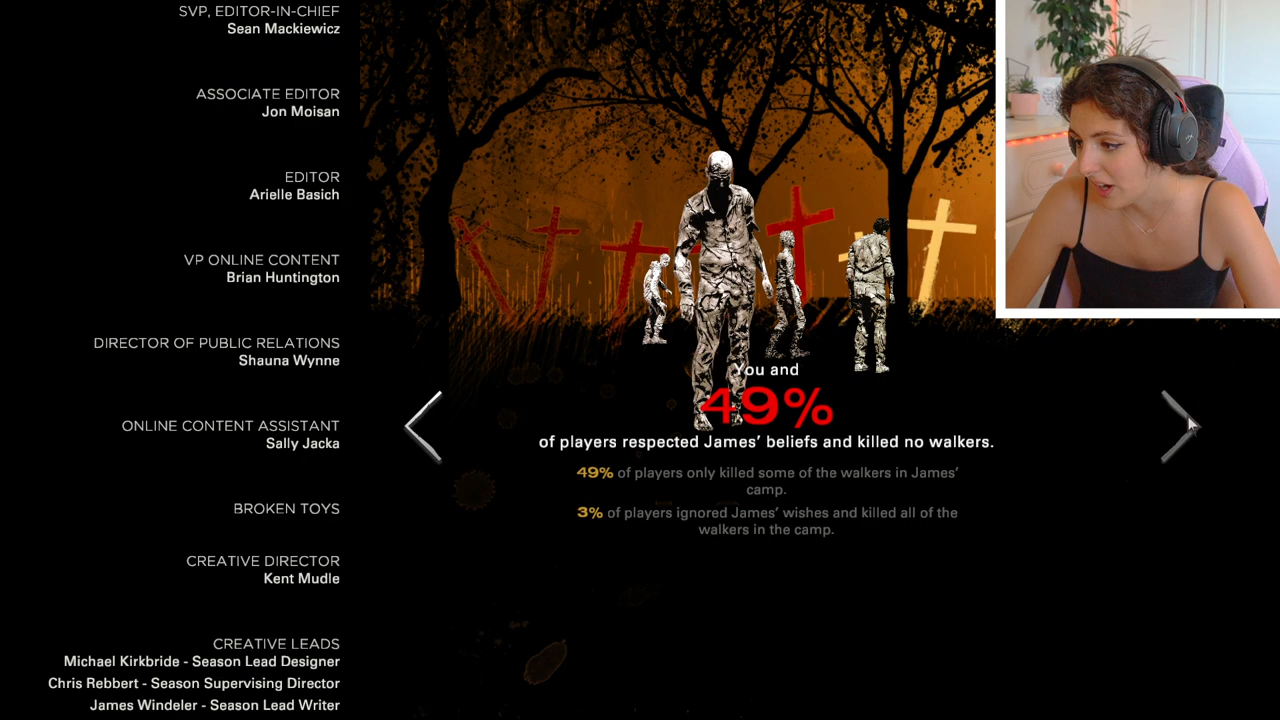 SVP, EDITOR-IN-CHIEF
Sean Mackiewicz
ASSOCIATE EDITOR
Jon Moisan
EDITOR
Arielle Basich
VP ONLINE CONTENT
Brian Huntington
DIRECTOR OF PUBLIC RELATIONS
Shauna Wynne
ONLINE CONTENT ASSISTANT
Sally Jacka
BROKEN TOYS
CREATIVE DIRECTOR
Kent Mudle
CREATIVE LEADS
Michael Kirkbride - Season Lead Designer
Chris Rebbert - Season Supervising Director
James Windeler - Season Lead Writer
You and
49%
of players respected James' beliefs and killed no walkers.
49% of players only killed some of the walkers in James'
camp.
3% of players ignored James' wishes and killed all of the
walkers in the camp.